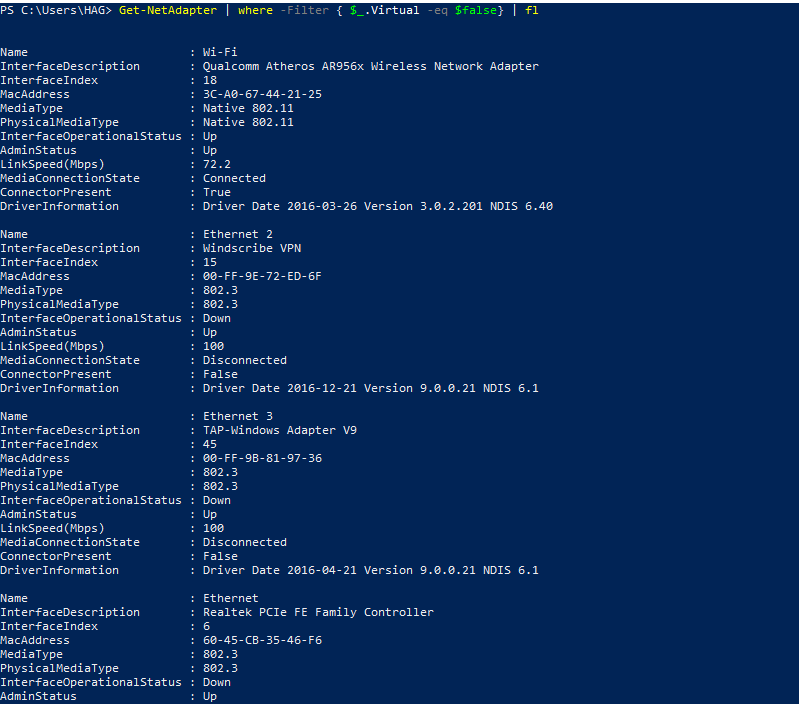 PS C:\Users\HAG> Get-NetAdapter | where -Filter { $_.Virtual -eq $false} | fl
Name                       : Wi-Fi
InterfaceDescription       : Qualcomm Atheros AR956x Wireless Network Adapter
InterfaceIndex             : 18
MacAddress                 : 3C-A0-67-44-21-25
MediaType                  : Native 802.11
PhysicalMediaType          : Native 802.11
InterfaceOperationalStatus : Up
AdminStatus                : Up
LinkSpeed(Mbps)            : 72.2
MediaConnectionState       : Connected
ConnectorPresent           : True
DriverInformation          : Driver Date 2016-03-26 Version 3.0.2.201 NDIS 6.40
Name                       : Ethernet 2
InterfaceDescription       : Windscribe VPN
InterfaceIndex             : 15
MacAddress                 : 00-FF-9E-72-ED-6F
MediaType                  : 802.3
PhysicalMediaType          : 802.3
InterfaceOperationalStatus : Down
AdminStatus                : Up
LinkSpeed(Mbps)            : 100
MediaConnectionState       : Disconnected
ConnectorPresent           : False
DriverInformation          : Driver Date 2016-12-21 Version 9.0.0.21 NDIS 6.1
Name                       : Ethernet 3
InterfaceDescription       : TAP-Windows Adapter V9
InterfaceIndex             : 45
MacAddress                 : 00-FF-9B-81-97-36
MediaType                  : 802.3
PhysicalMediaType          : 802.3
InterfaceOperationalStatus : Down
AdminStatus                : Up
LinkSpeed(Mbps)            : 100
MediaConnectionState       : Disconnected
ConnectorPresent           : False
DriverInformation          : Driver Date 2016-04-21 Version 9.0.0.21 NDIS 6.1
Name                       : Ethernet
InterfaceDescription       : Realtek PCIe FE Family Controller
InterfaceIndex             : 6
MacAddress                 : 60-45-CB-35-46-F6
MediaType                  : 802.3
PhysicalMediaType          : 802.3
InterfaceOperationalStatus : Down
AdminStatus                : Up